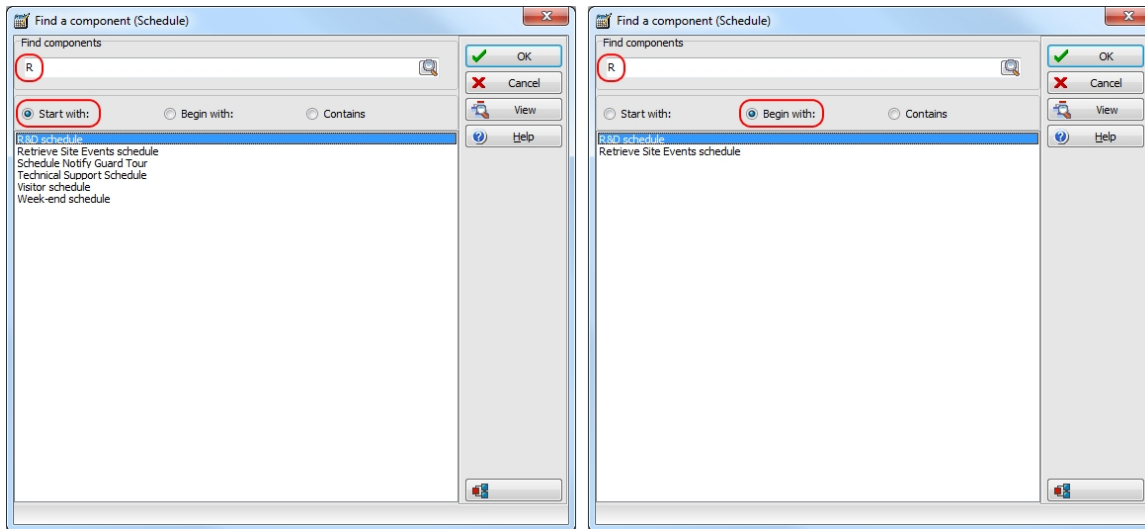 Find a component (Schedule)
Find components
R
OK
Cancel
Start with: Begin with: Contains
View
Help
R&D schedule
Retrieve Site Events schedule
Schedule Notify Guard Tour
Technical Support Schedule
Visitor schedule
Week-end schedule
Find a component (Schedule)
Find components
R
OK
Cancel
Start with: Begin with: Contains
View
Help
R&D schedule
Retrieve Site Events schedule